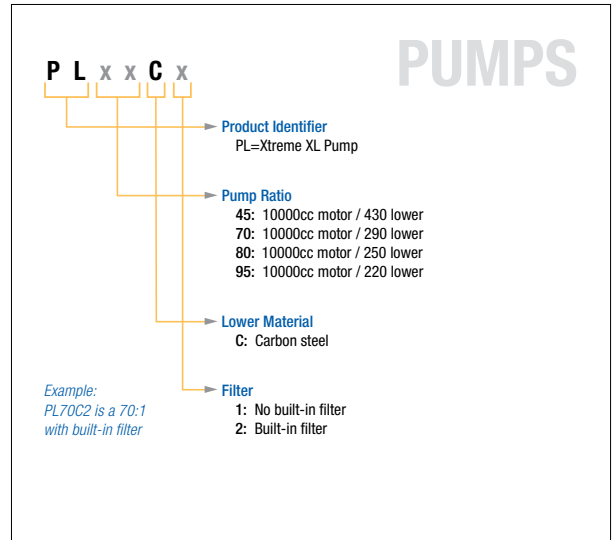 PUMPS
P L x x C x
Product Identifier
PL=Xtreme XL Pump
Pump Ratio
45: 10000cc motor / 430 lower
70: 10000cc motor / 290 lower
80: 10000cc motor / 250 lower
95: 10000cc motor / 220 lower
Lower Material
C: Carbon steel
Filter
1: No built-in filter
2: Built-in filter
Example:
PL70C2 is a 70:1
with built-in filter